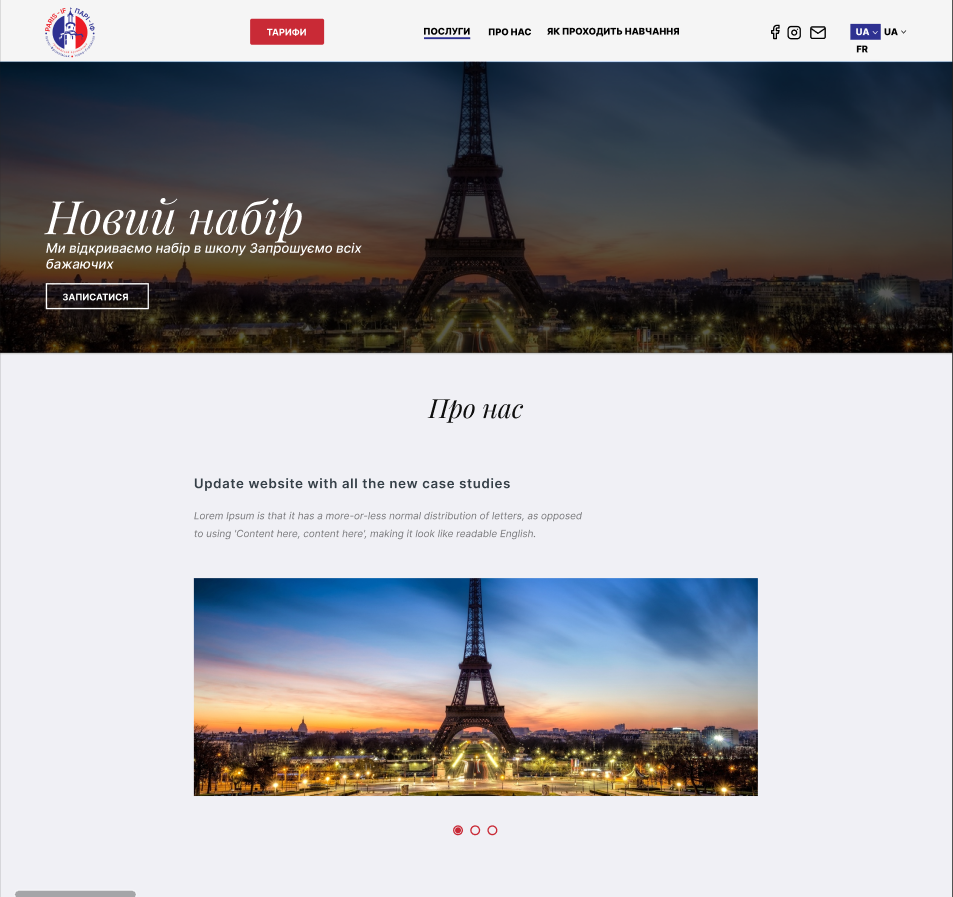 PARIS - IF ПАРІ - ІФ
ТАРИФИ
ПОСЛУГИ
ПРО НАС
ЯК ПРОХОДИТЬ НАВЧАННЯ
UA
UA
FR
Новий набір
Ми відкриваємо набір в школу Запрошуємо всіх
бажаючих
ЗАПИСАТИСЯ
Про нас
Update website with all the new case studies
Lorem Ipsum is that it has a more-or-less normal distribution of letters, as opposed
to using 'Content here, content here', making it look like readable English.